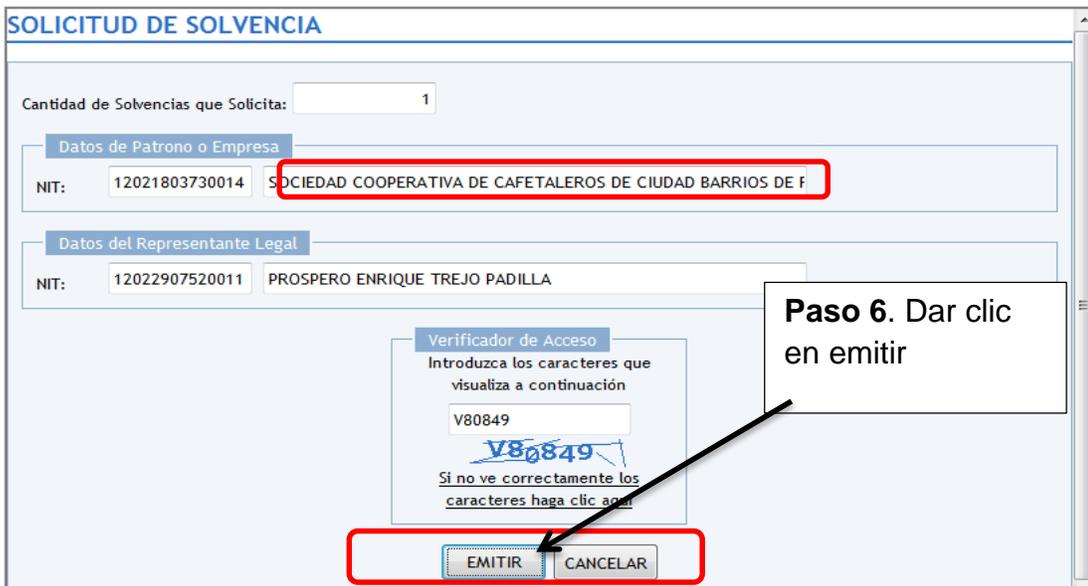 SOLICITUD DE SOLVENCIA
Cantidad de Solvencias que Solicita: 1
Datos de Patrono o Empresa
NIT: 12021803730014 SOCIEDAD COOPERATIVA DE CAFETALEROS DE CIUDAD BARRIOS DE
Datos del Representante Legal
NIT: 12022907520011 PROSPERO ENRIQUE TREJO PADILLA
Paso 6. Dar clic
en emitir
Verificador de Acceso
Introduzca los caracteres que
visualiza a continuación
V80849
V80849
Si no ve correctamente los
caracteres haga clic aquí
EMITIR CANCELAR